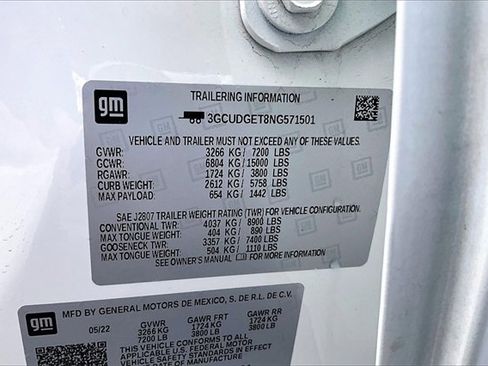 gm
TRAILERING INFORMATION
3GCUDGET8NG571501
VEHICLE AND TRAILER MUST NOT EXCEED ANY OF THESE VALUES:
GVWR: 3266 KG / 7200 LBS
GCWR: 6804 KG / 15000 LBS
RGAWR: 1724 KG / 3800 LBS
CURB WEIGHT: 2612 KG / 5758 LBS
MAX PAYLOAD: 654 KG / 1442 LBS
SAE J2807 TRAILER WEIGHT RATING (TWR) FOR VEHICLE CONFIGURATION.
CONVENTIONAL TWR: 4037 KG / 8900 LBS
MAX TONGUE WEIGHT: 404 KG / 890 LBS
GOOSENECK TWR: 3357 KG / 7400 LBS
MAX TONGUE WEIGHT: 504 KG / 1110 LBS
SEE OWNER'S MANUAL FOR MORE INFORMATION
gm
MFD BY GENERAL MOTORS DE MEXICO, S. DE R.L. DE C.V.
05/22 GVWR GAWR FRT GAWR RR
3266 KG 1724 KG 1724 KG
7200 LB 3800 LB 3800 LB
THIS VEHICLE CONFORMS TO ALL
APPLICABLE U.S. FEDERAL MOTOR
VEHICLE SAFETY STANDARDS IN EFFECT